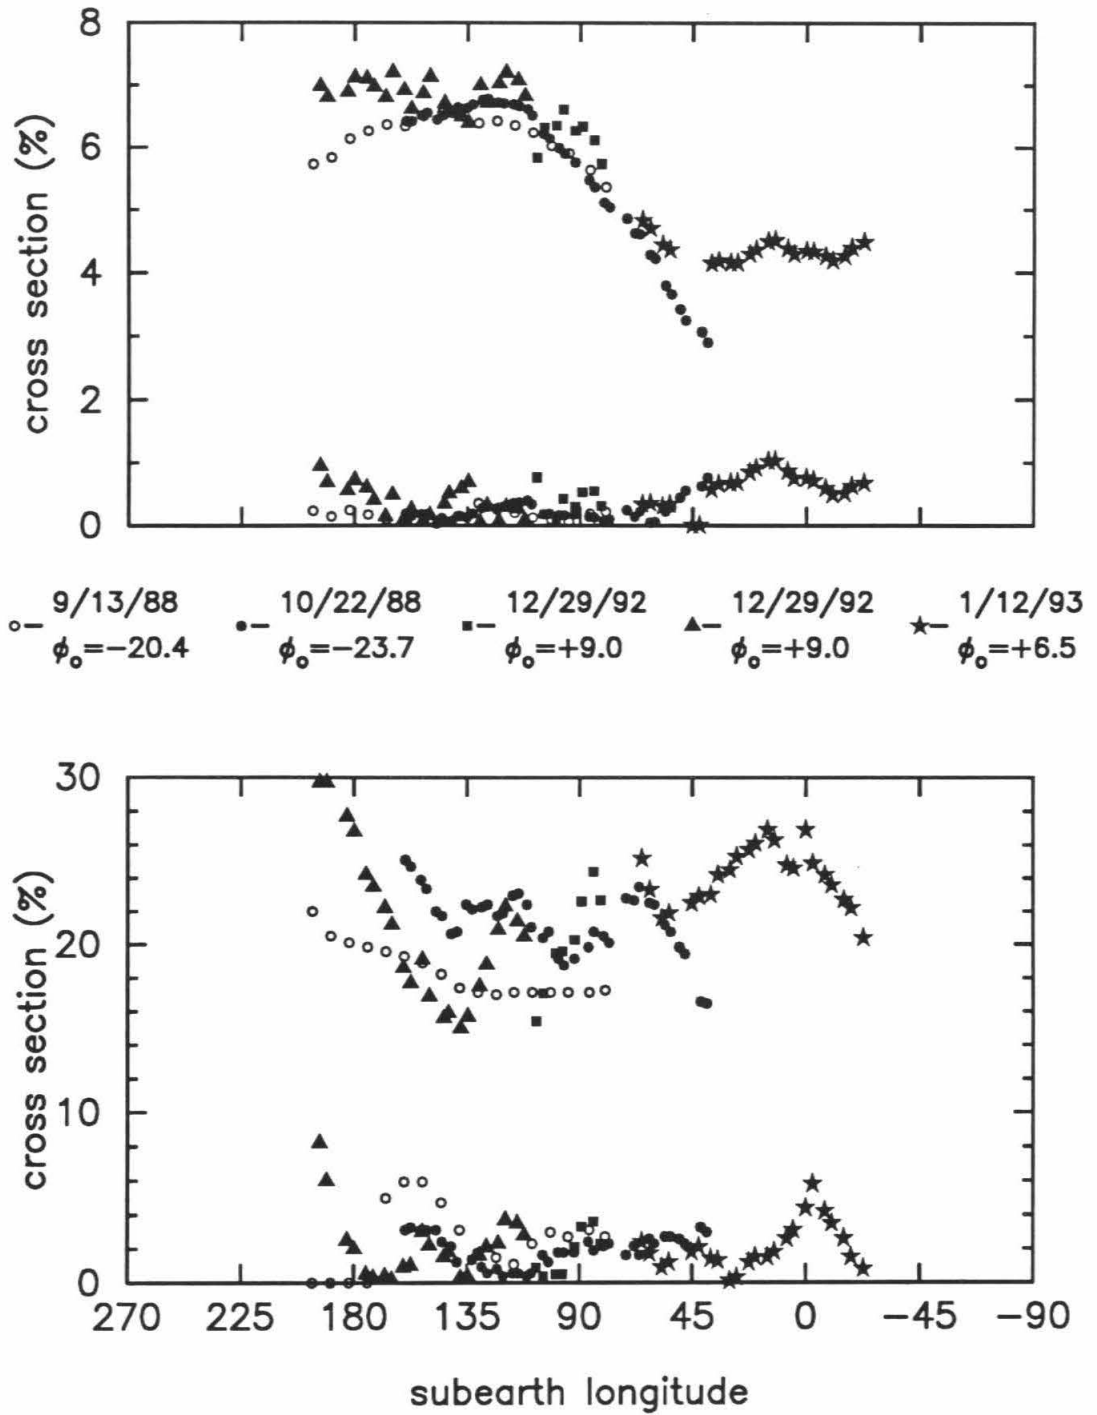 8
6
4
2
0
cross section (%)
9/13/88 10/22/88 12/29/92 12/29/92 1/12/93
ϕₒ=−20.4 ϕₒ=−23.7 ϕₒ=+9.0 ϕₒ=+9.0 ϕₒ=+6.5
30
20
10
0
cross section (%)
270 225 180 135 90 45 0 −45 −90
subearth longitude